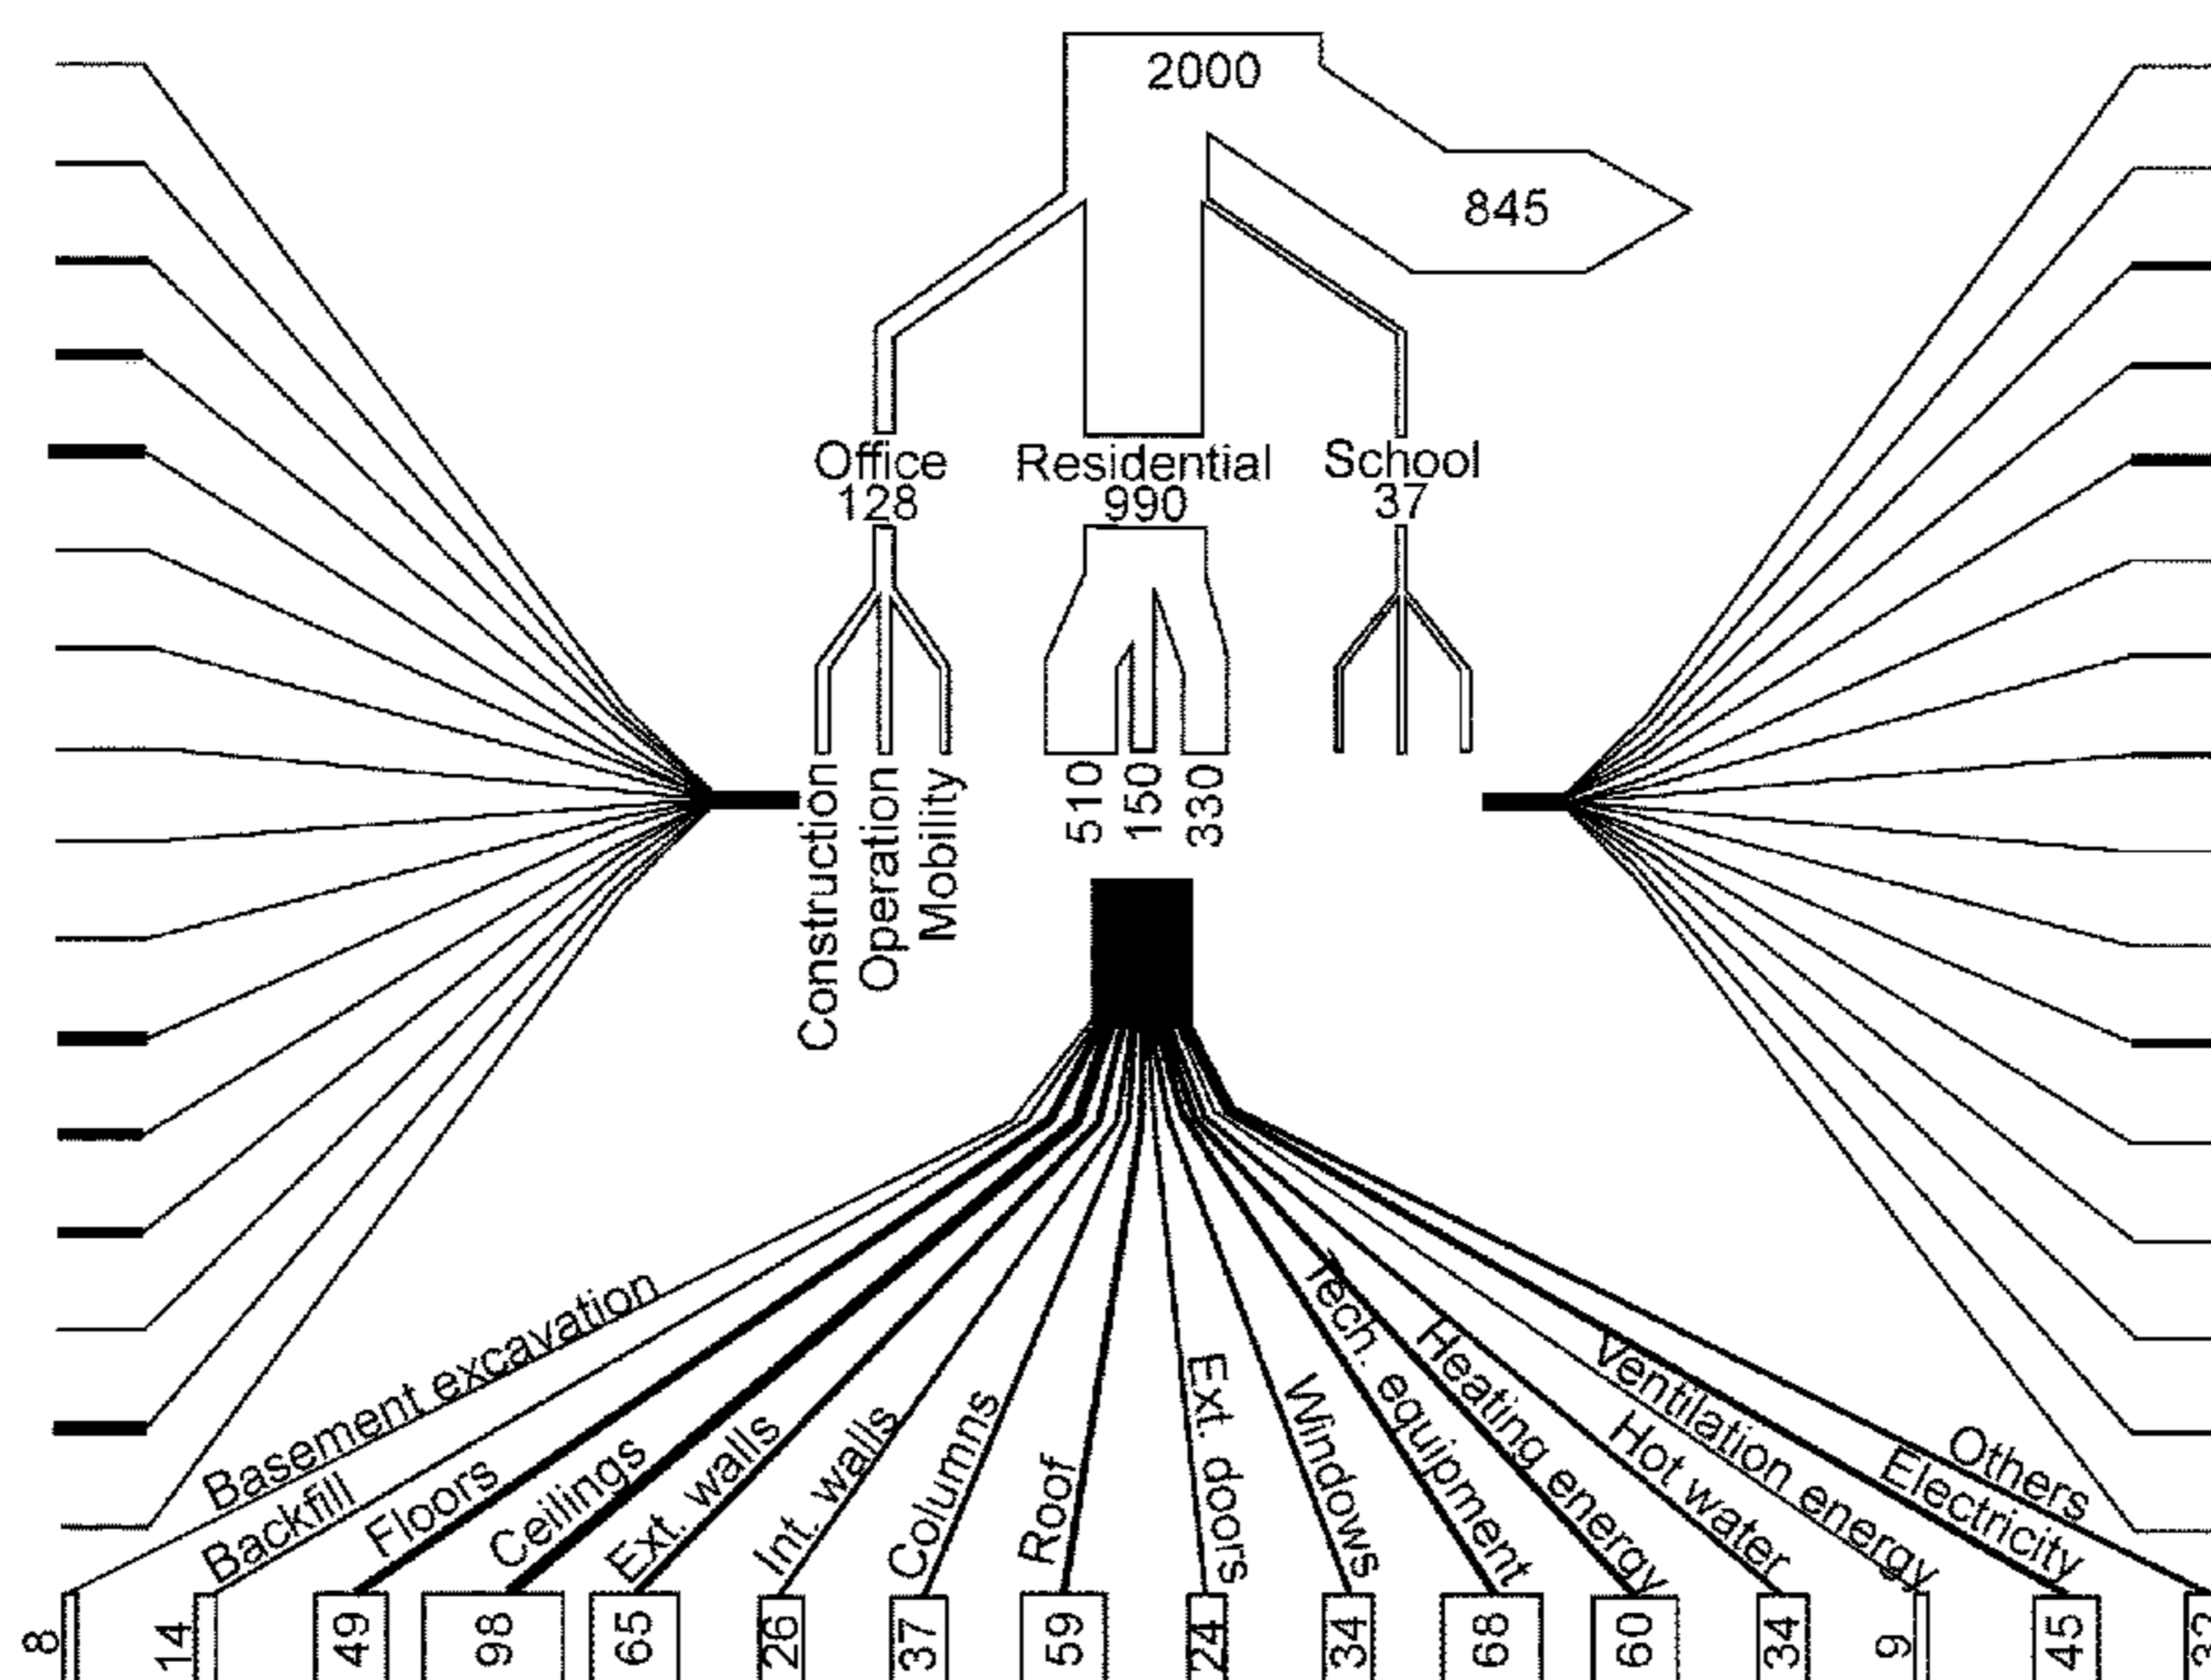 2000
845
Office
128
Residential
990
School
37
Construction
Operation
Mobility
510
150
330
Basement excavation
Backfill
Floors
Ceilings
Ext. walls
Int. walls
Columns
Roof
Ext. doors
Windows
Tech. equipment
Heating energy
Hot water
Ventilation energy
Electricity
Others
8
14
49
98
65
26
37
59
24
34
68
60
34
9
45